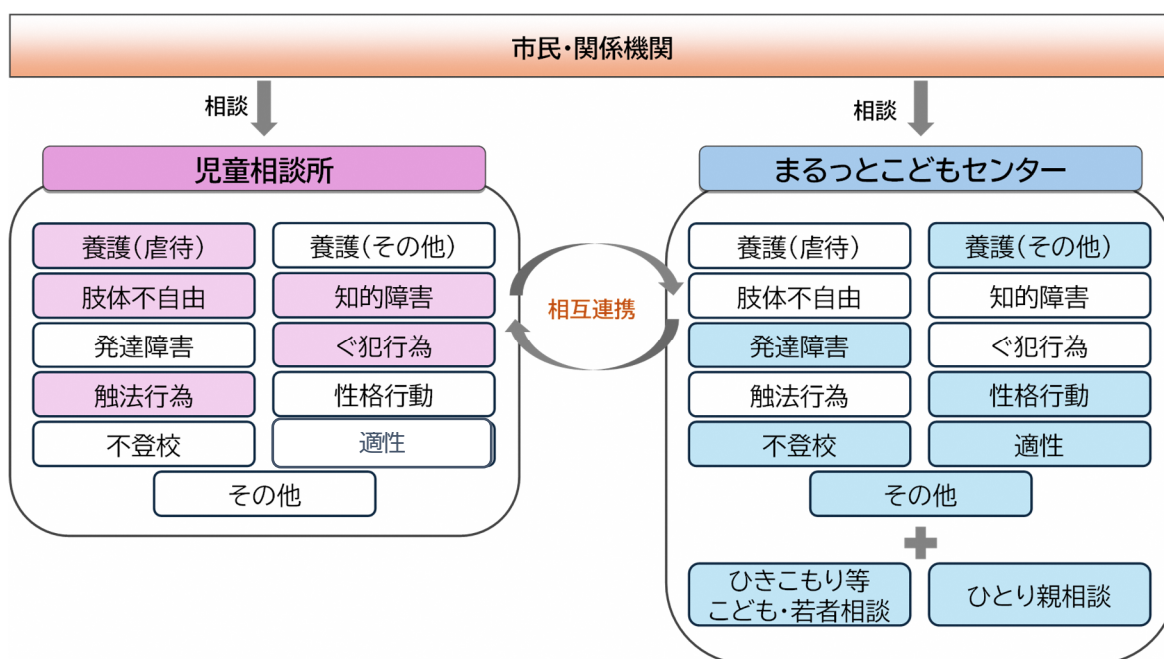 市民・関係機関
相談
相談
児童相談所
養護(虐待)
養護(その他)
肢体不自由
知的障害
発達障害
ぐ犯行為
触法行為
性格行動
不登校
適性
その他
相互連携
まるっとこどもセンター
養護(虐待)
養護(その他)
肢体不自由
知的障害
発達障害
ぐ犯行為
触法行為
性格行動
不登校
適性
その他
ひきこもり等
こども・若者相談
ひとり親相談